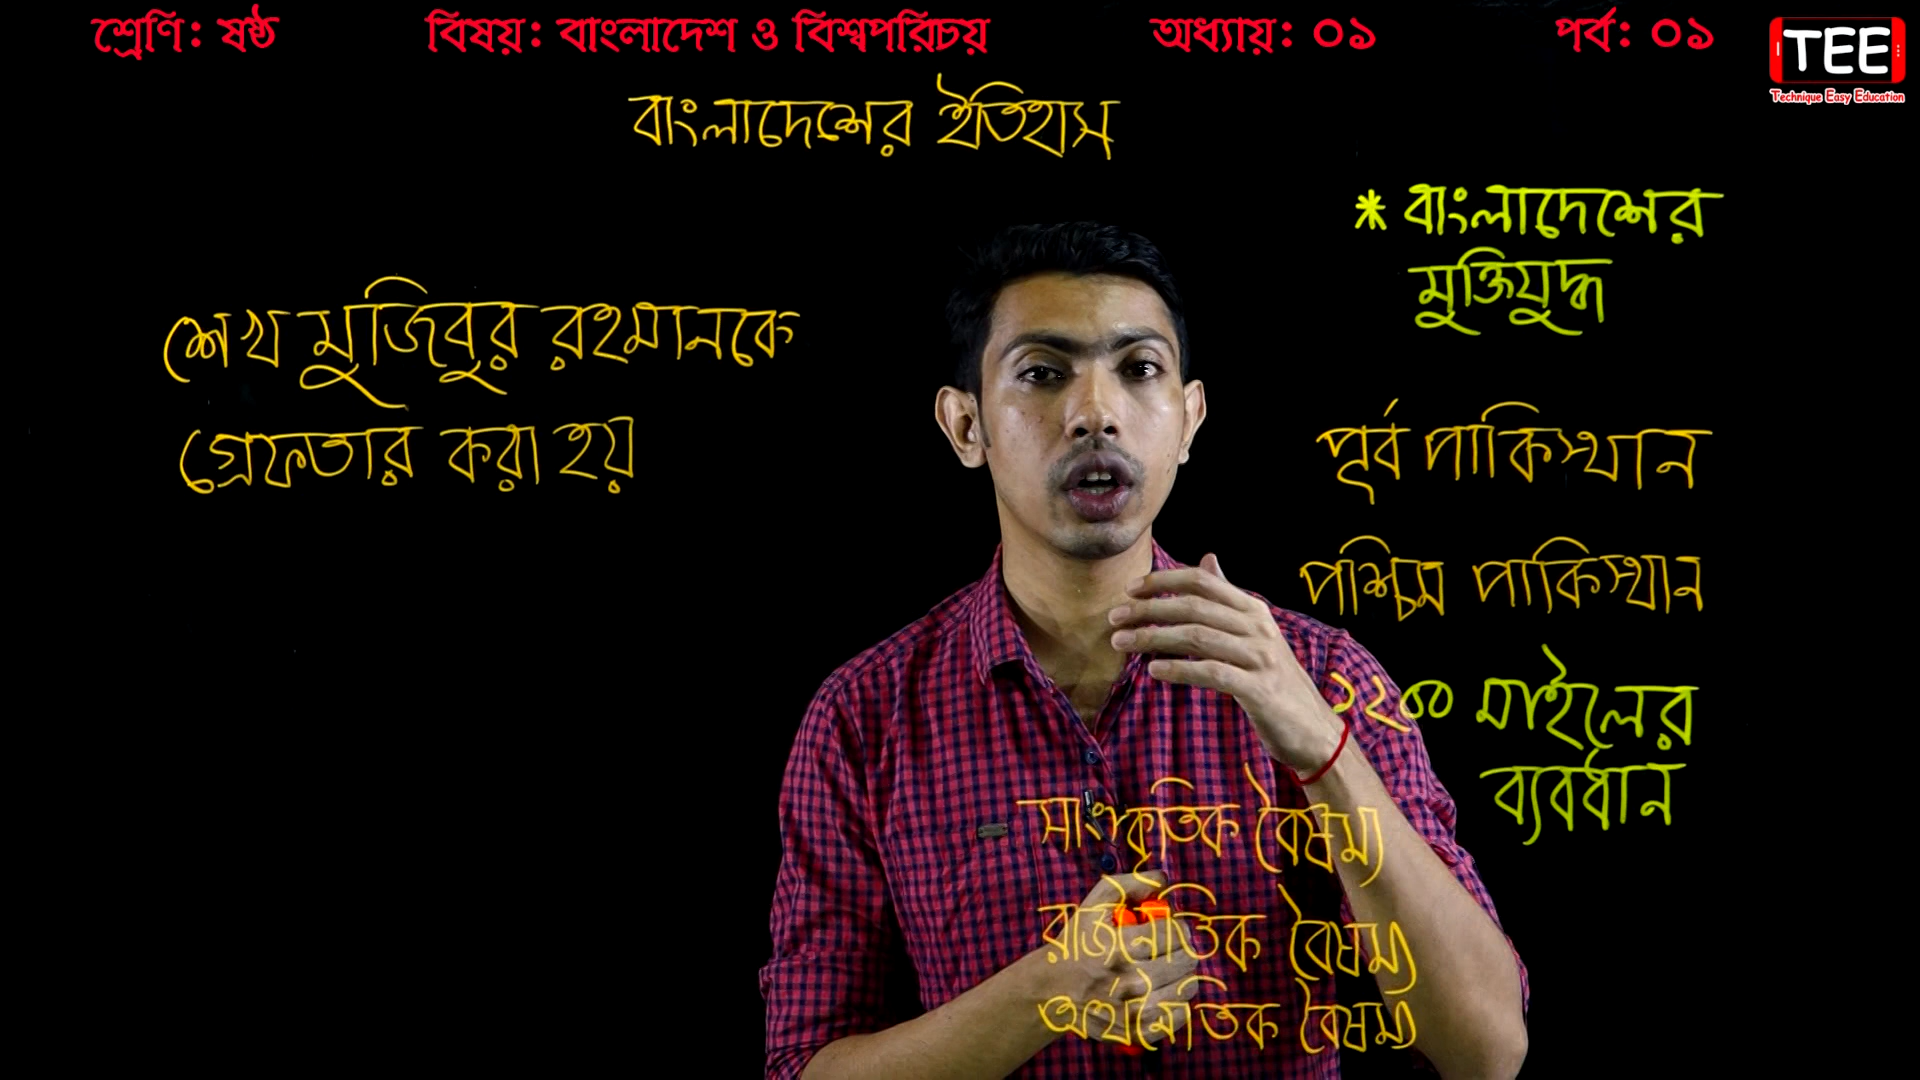 শ্রেণি: ষষ্ঠ বিষয়: বাংলাদেশ ও বিশ্বপরিচয় অধ্যায়: ০১ পর্ব: ০১
TEE
Technique Easy Education
বাংলাদেশের ইতিহাস
* বাংলাদেশের
মুক্তিযুদ্ধ
শেখ মুজিবুর রহমানকে
গ্রেফতার করা হয়
পূর্ব পাকিস্থান
পশ্চিম পাকিস্থান
১২০০ মাইলের
ব্যবধান
সাংস্কৃতিক বৈষম্য
রাজনৈতিক বৈষম্য
অর্থনৈতিক বৈষম্য